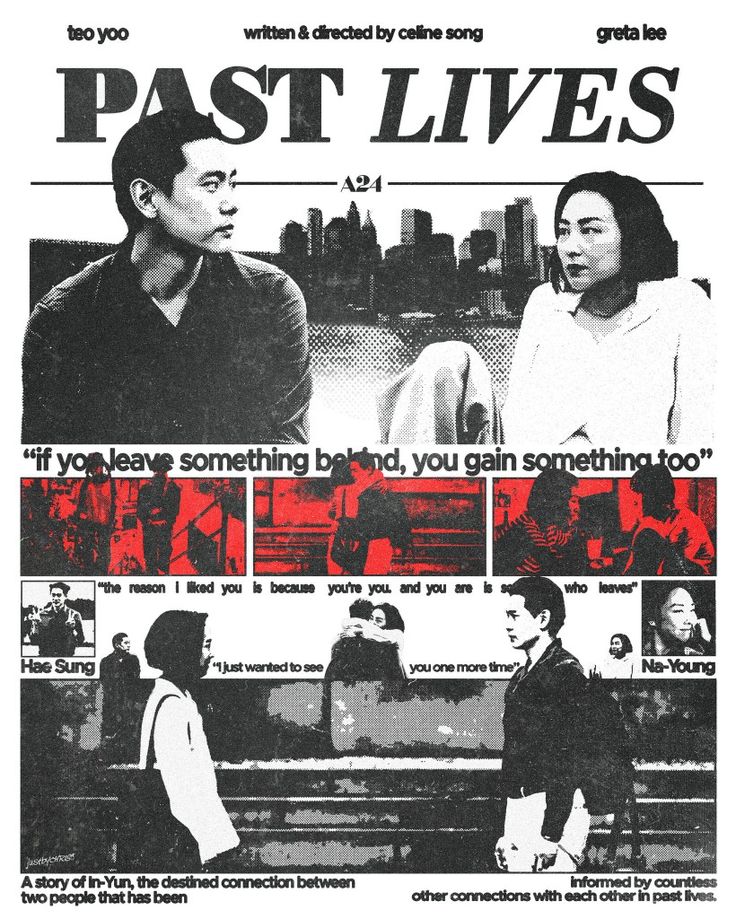 teo yoo written & directed by celine song greta lee
PAST LIVES
A24
“if you leave something behind, you gain something too”
“the reason i liked you is because you're you. and you are is who leaves”
Hae Sung “I just wanted to see you one more time” Na-Young
A story of In-Yun, the destined connection between
two people that has been
informed by countless
other connections with each other in past lives.